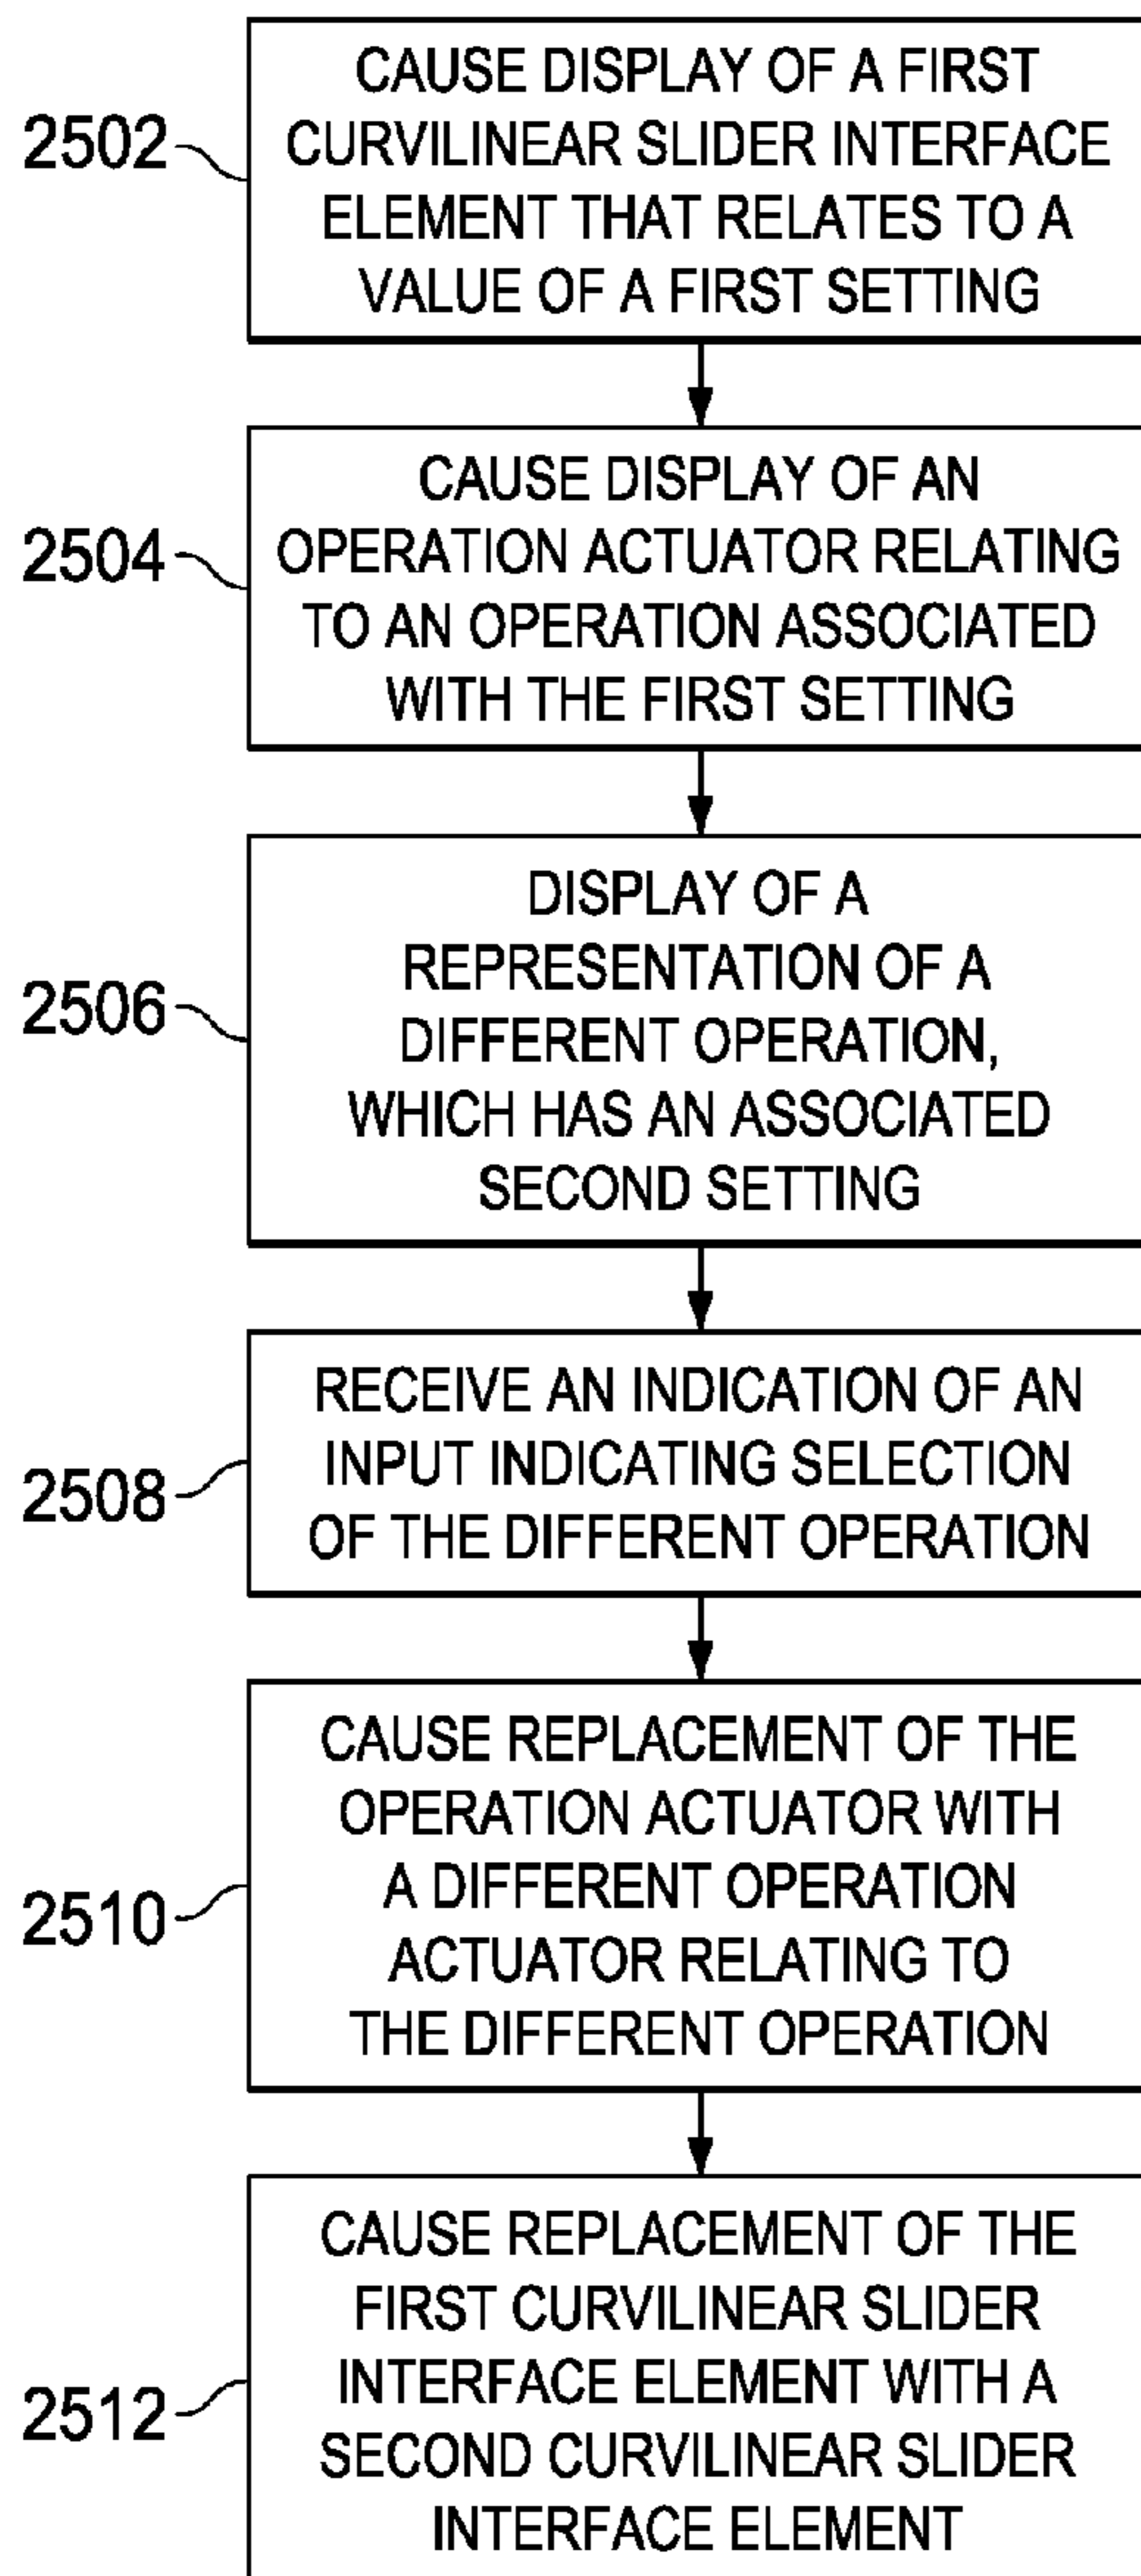 2502
CAUSE DISPLAY OF A FIRST
CURVILINEAR SLIDER INTERFACE
ELEMENT THAT RELATES TO A
VALUE OF A FIRST SETTING
2504
CAUSE DISPLAY OF AN
OPERATION ACTUATOR RELATING
TO AN OPERATION ASSOCIATED
WITH THE FIRST SETTING
2506
DISPLAY OF A
REPRESENTATION OF A
DIFFERENT OPERATION,
WHICH HAS AN ASSOCIATED
SECOND SETTING
2508
RECEIVE AN INDICATION OF AN
INPUT INDICATING SELECTION
OF THE DIFFERENT OPERATION
2510
CAUSE REPLACEMENT OF THE
OPERATION ACTUATOR WITH
A DIFFERENT OPERATION
ACTUATOR RELATING TO
THE DIFFERENT OPERATION
2512
CAUSE REPLACEMENT OF THE
FIRST CURVILINEAR SLIDER
INTERFACE ELEMENT WITH A
SECOND CURVILINEAR SLIDER
INTERFACE ELEMENT